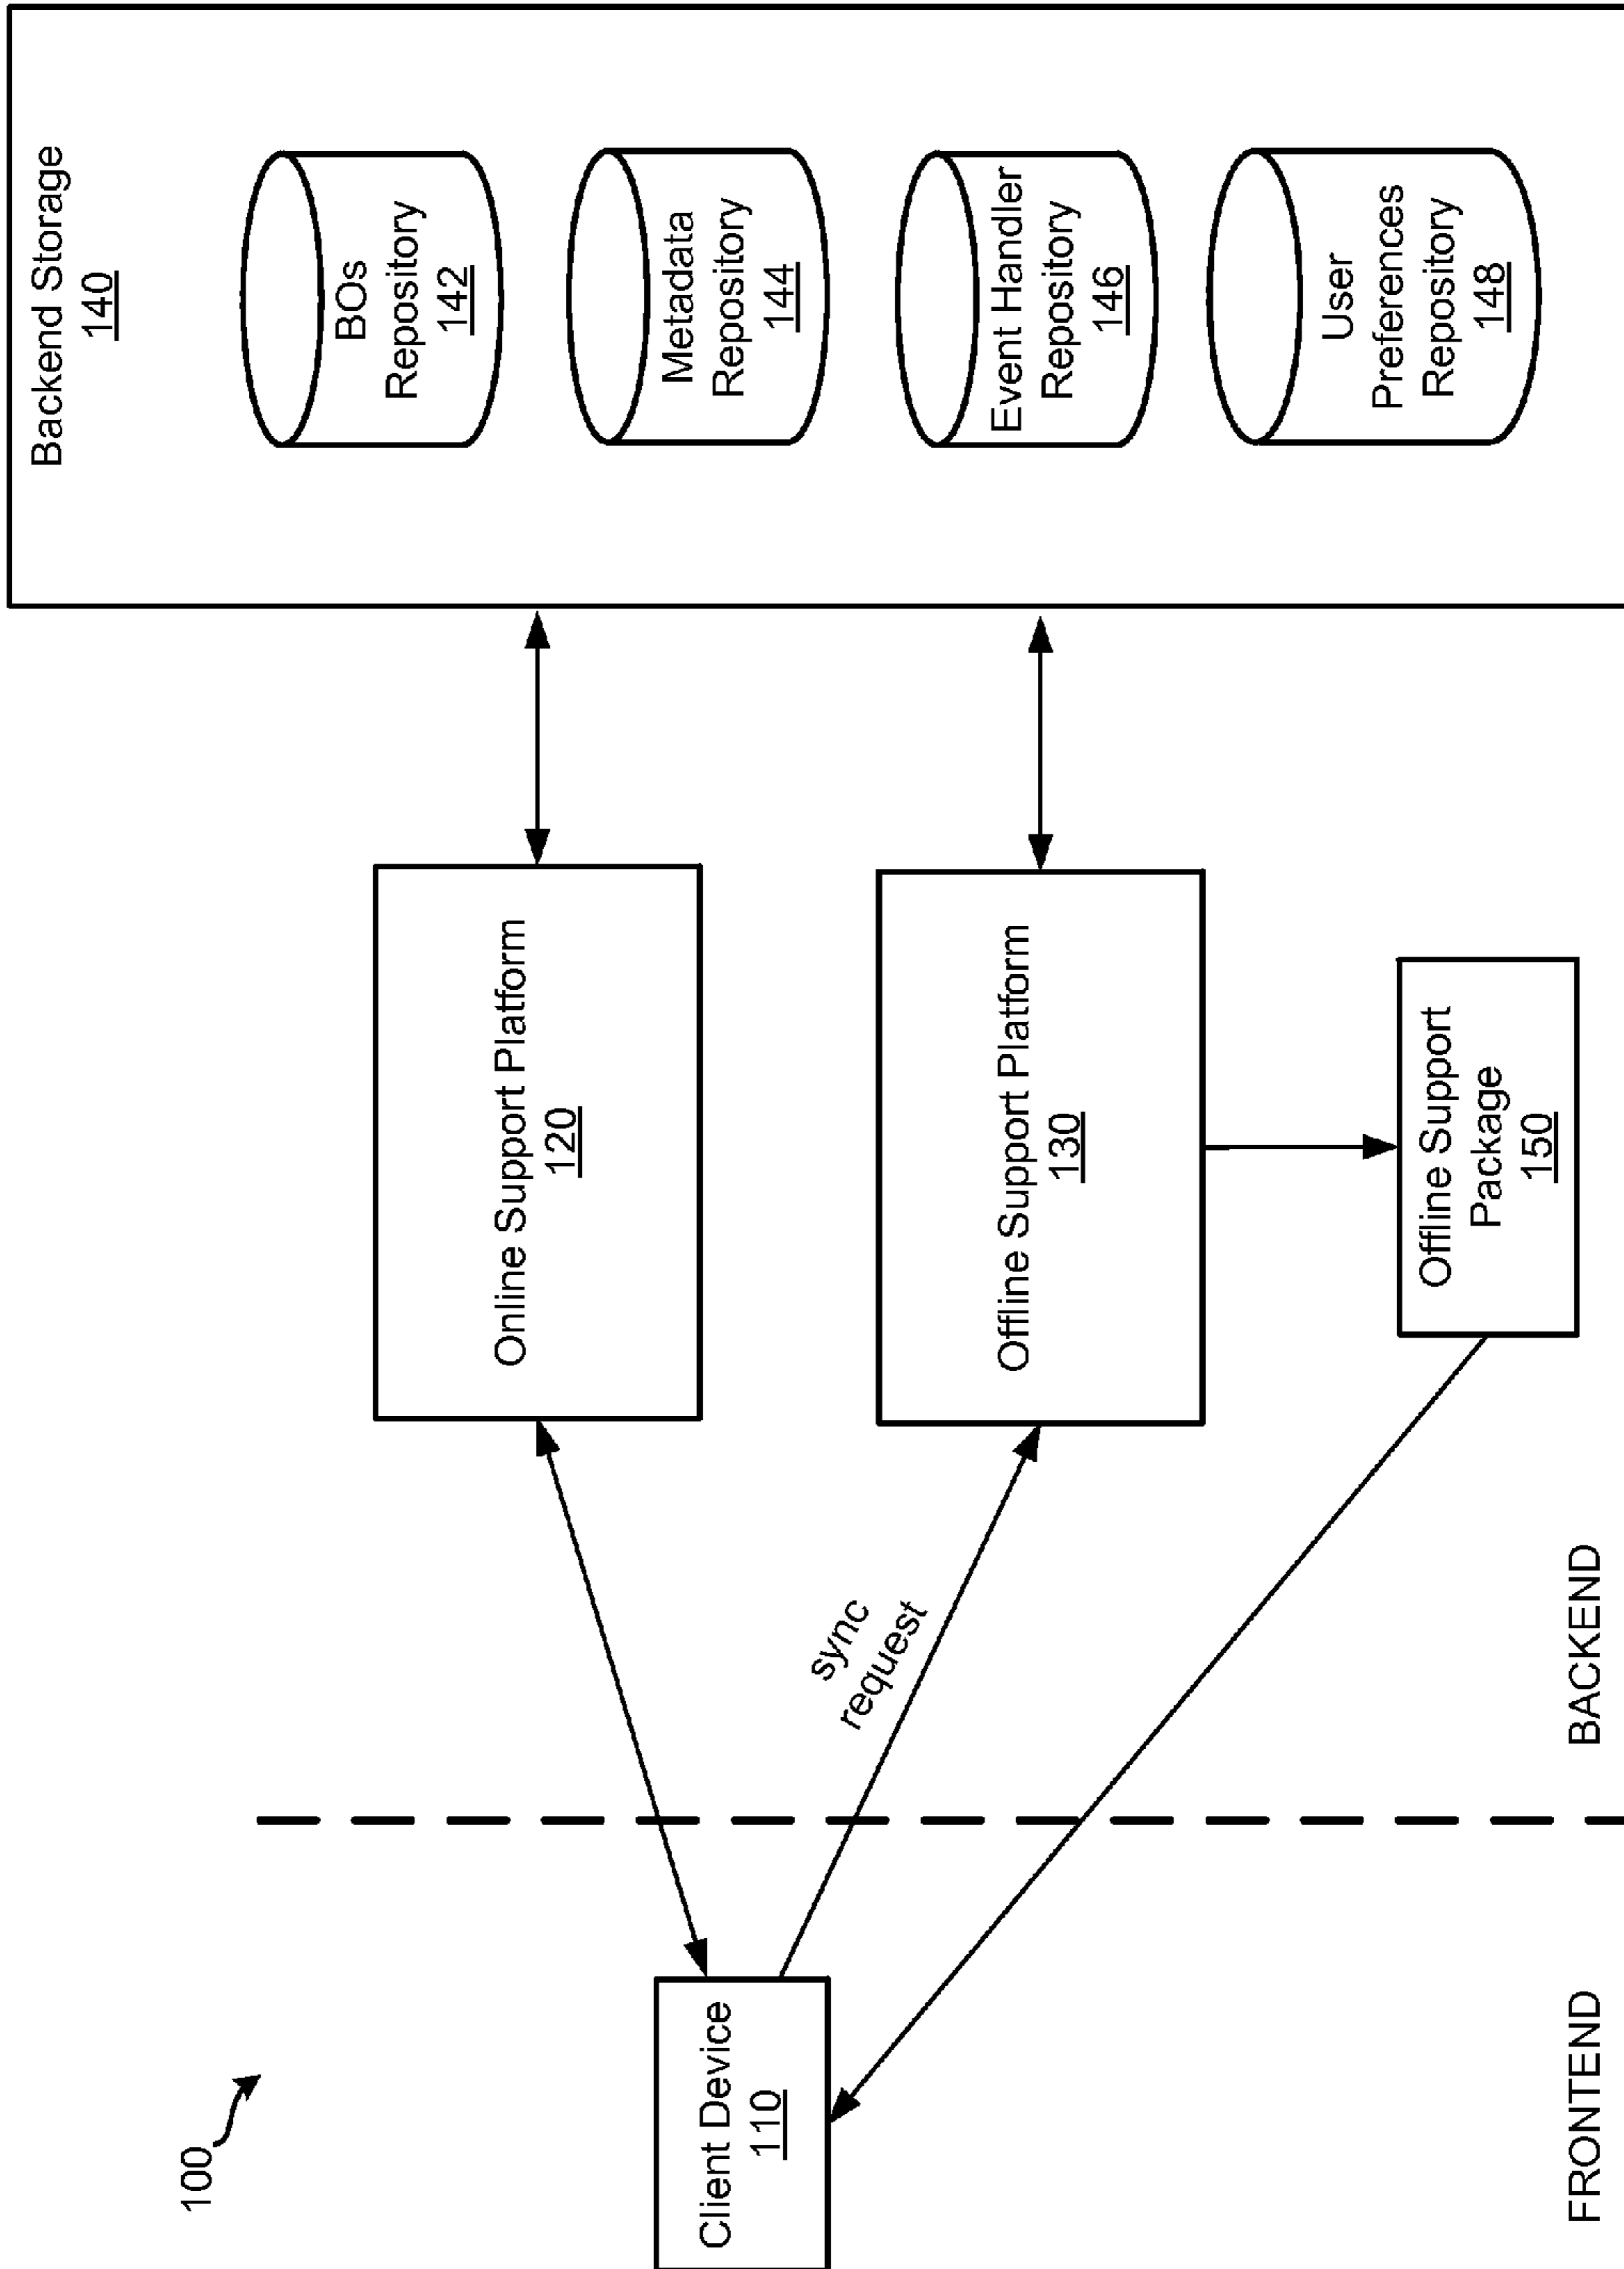 100
Client Device
110
sync
request
Online Support Platform
120
Offline Support Platform
130
Offline Support
Package
150
Backend Storage
140
BOs
Repository
142
Metadata
Repository
144
Event Handler
Repository
146
User
Preferences
Repository
148
FRONTEND
BACKEND